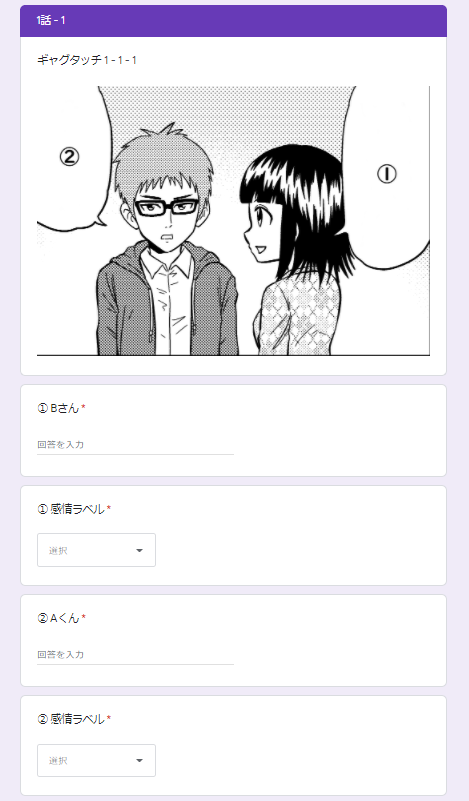 1話 - 1
ギャグタッチ 1 - 1 - 1
②
①
① Bさん *
回答を入力
① 感情ラベル *
選択
② Aくん *
回答を入力
② 感情ラベル *
選択